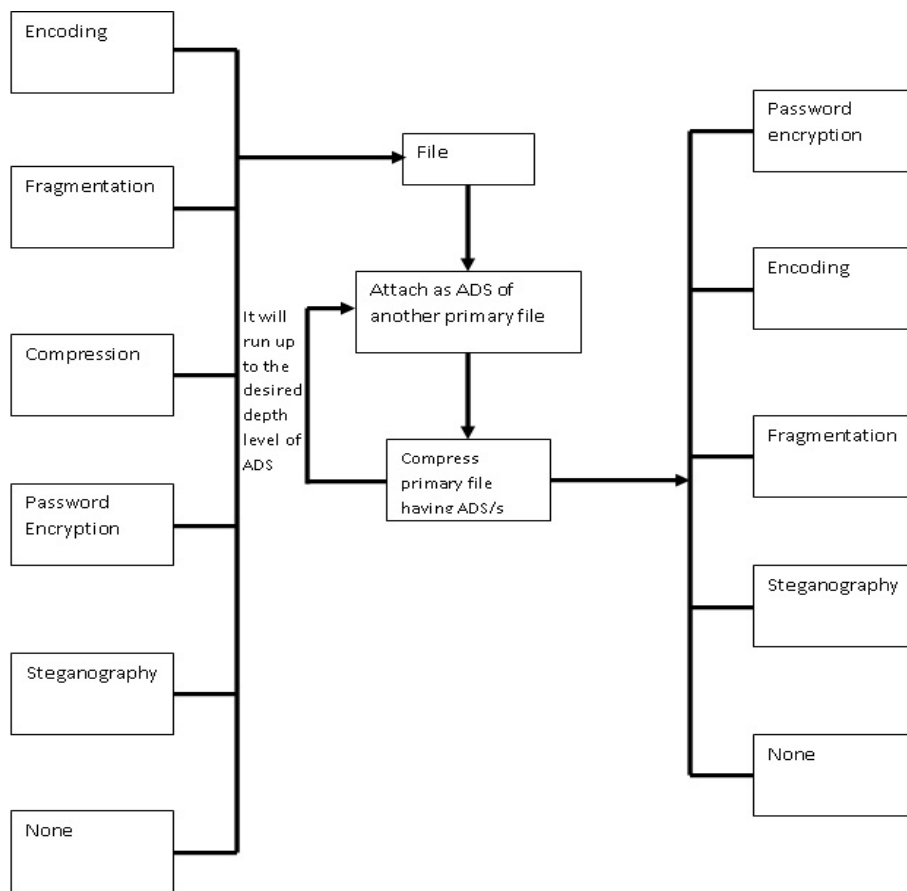 Encoding
Fragmentation
Compression
Password
Encryption
Steganography
None
File
Attach as ADS of
another primary file
It will
run up
to the
desired
depth
level of
ADS
Compress
primary file
having ADS/s
Password
encryption
Encoding
Fragmentation
Steganography
None